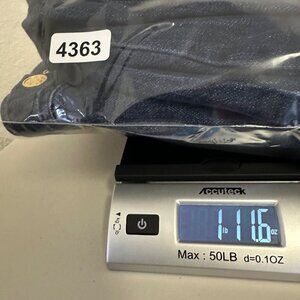 4363
Accuteck
1 lb 11.6 oz
Max : 50LB d=0.1OZ